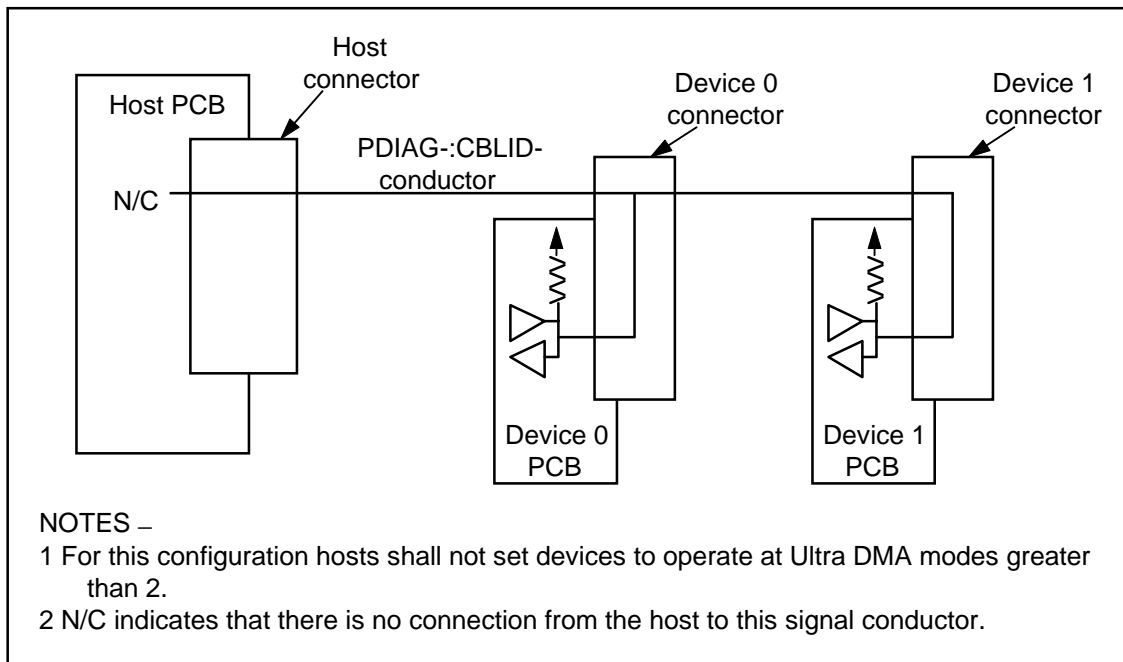 Host
connector
Host PCB
Device 0
connector
Device 1
connector
PDIAG-:CBLID-
conductor
N/C
Device 0
PCB
Device 1
PCB
NOTES –
1 For this configuration hosts shall not set devices to operate at Ultra DMA modes greater
than 2.
2 N/C indicates that there is no connection from the host to this signal conductor.